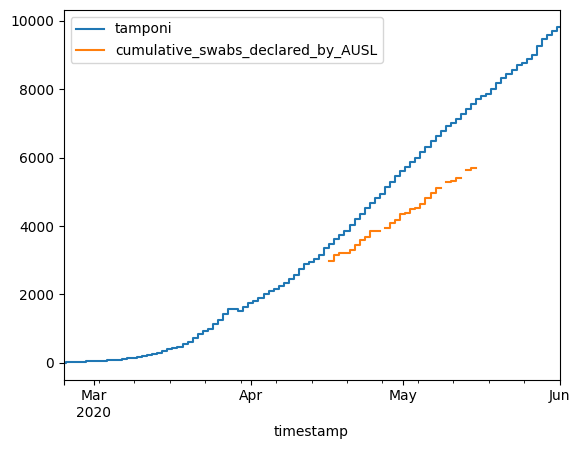 tamponi
cumulative_swabs_declared_by_AUSL
10000
8000
6000
4000
2000
0
Mar
2020
Apr
May
Jun
timestamp